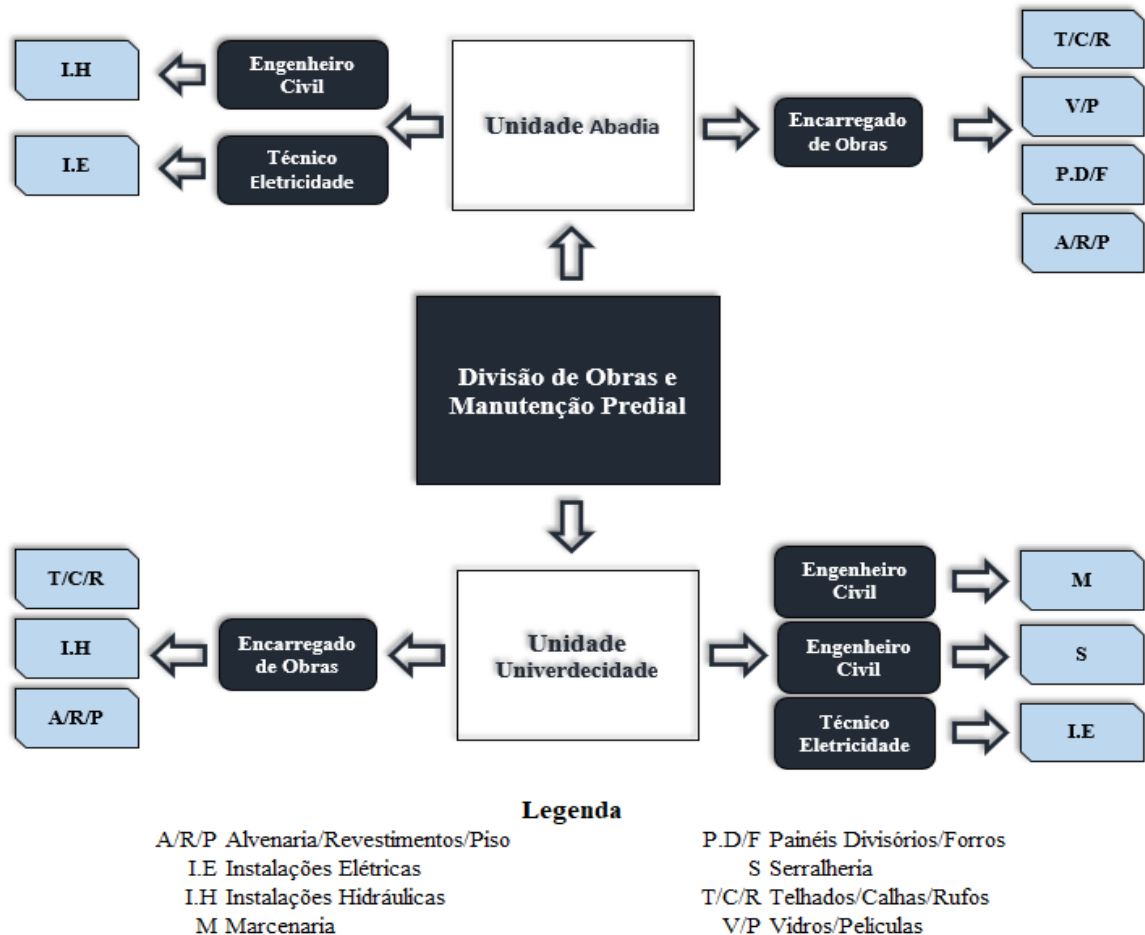 I.H
Engenheiro
Civil
I.E
Técnico
Eletricidade
Unidade Abadia
Encarregado
de Obras
T/C/R
V/P
P.D/F
A/R/P
Divisão de Obras e
Manutenção Predial
T/C/R
I.H
A/R/P
Encarregado
de Obras
Unidade
Univerdecidade
Engenheiro
Civil
M
Engenheiro
Civil
S
Técnico
Eletricidade
I.E
Legenda
A/R/P Alvenaria/Revestimentos/Piso
I.E Instalações Elétricas
I.H Instalações Hidráulicas
M Marcenaria
P.D/F Painéis Divisórios/Forros
S Serralheria
T/C/R Telhados/Calhas/Rufos
V/P Vidros/Películas